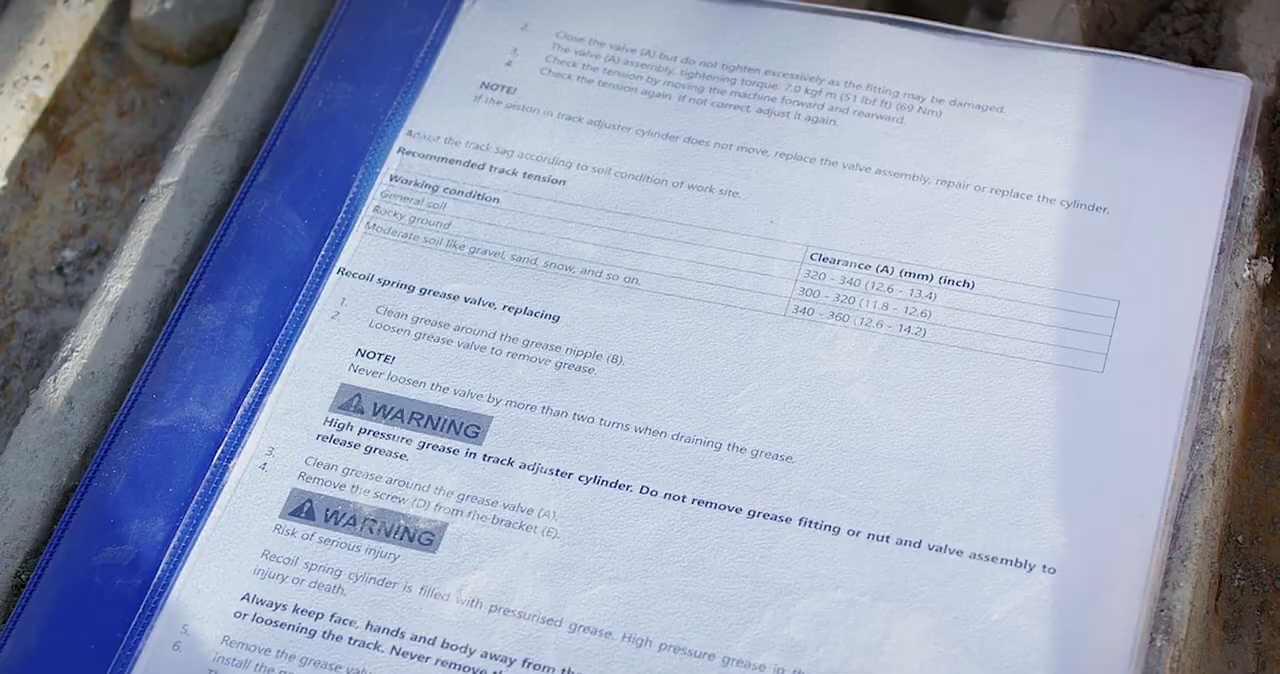 2. Close the valve (A) but do not tighten excessively as the fitting may be damaged.
The valve (A) assembly, tightening torque: 7.0 kgf m (51 lbf ft) (69 Nm)
3. Check the tension by moving the machine forward and rearward.
4. Check the tension again. If not correct, adjust it again.
NOTE!
If the piston in track adjuster cylinder does not move, replace the valve assembly, repair or replace the cylinder.
Adjust the track sag according to soil condition of work site.
Recommended track tension
Working condition Clearance (A) (mm) (inch)
General soil 320 - 340 (12.6 - 13.4)
Rocky ground 300 - 320 (11.8 - 12.6)
Moderate soil like gravel, sand, snow, and so on. 340 - 360 (12.6 - 14.2)
Recoil spring grease valve, replacing
1. Clean grease around the grease nipple (B).
2. Loosen grease valve to remove grease.
NOTE!
Never loosen the valve by more than two turns when draining the grease.
WARNING
High pressure grease in track adjuster cylinder. Do not remove grease fitting or nut and valve assembly to
release grease.
3. Clean grease around the grease valve (A).
4. Remove the screw (D) from the bracket (E).
WARNING
Risk of serious injury
Recoil spring cylinder is filled with pressurised grease. High pressure grease in
injury or death.
Always keep face, hands and body away from
or loosening the track. Never remove
5. Remove the grease
6. Install the